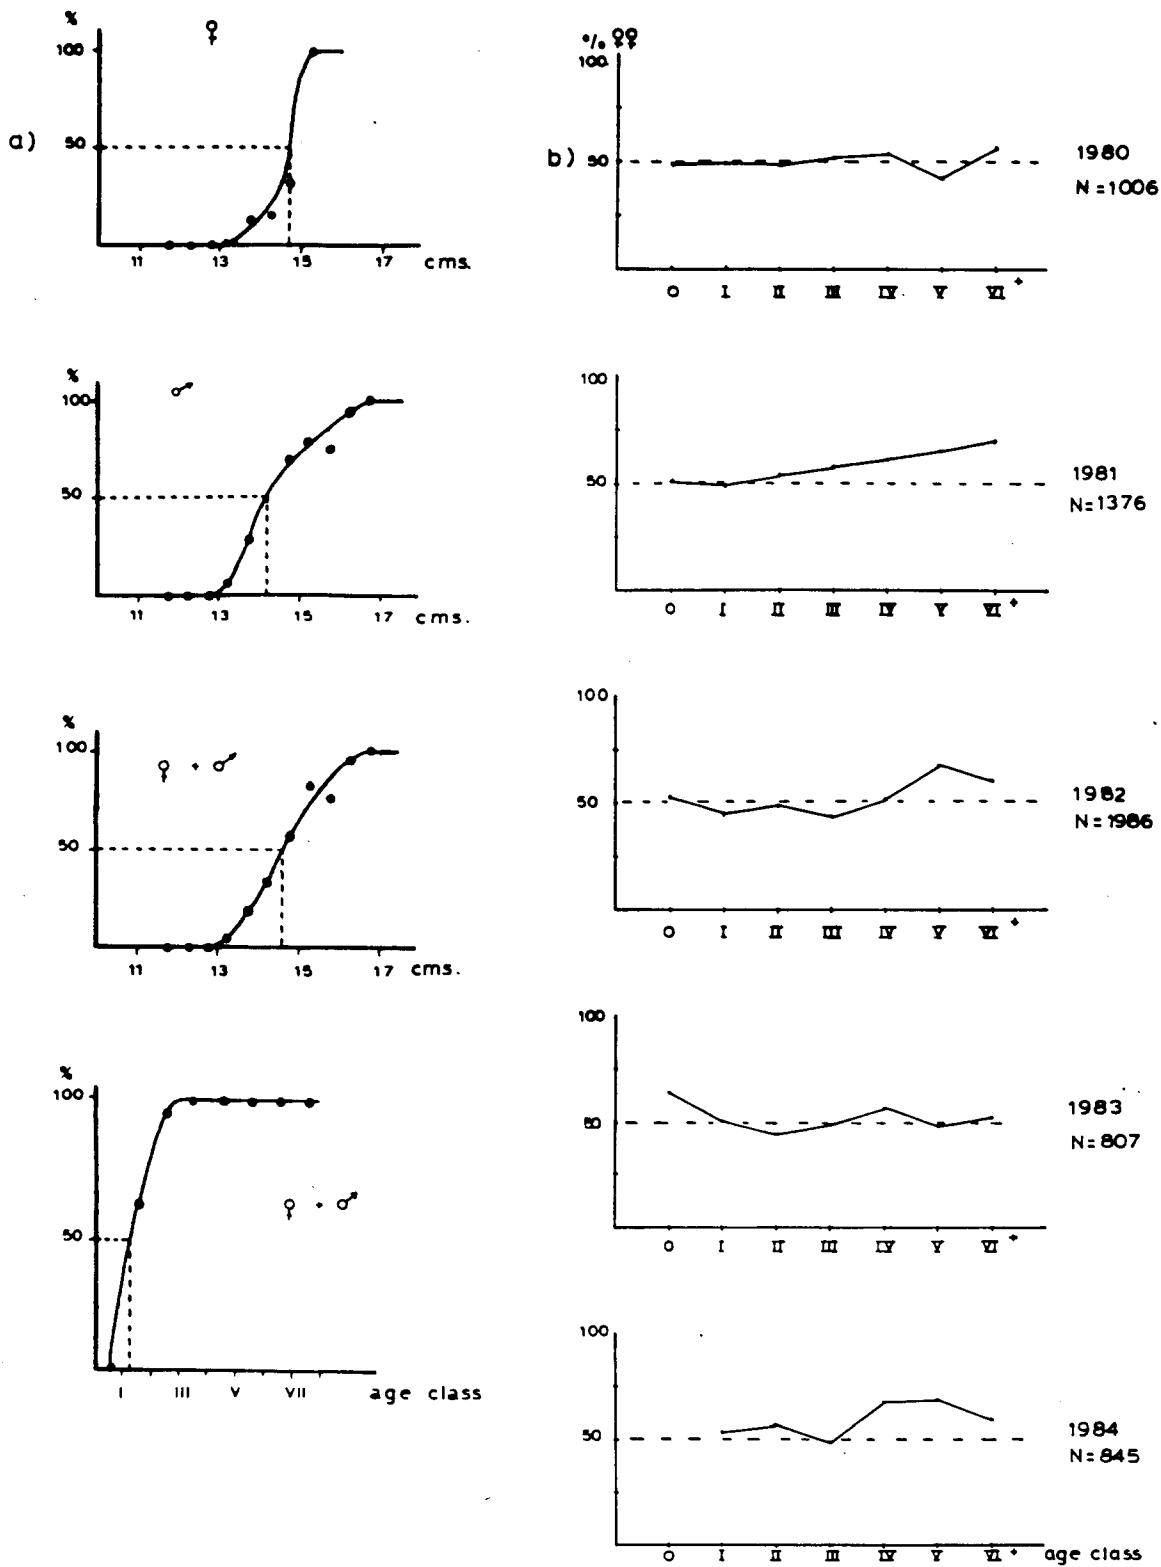 a)
% ♀
100
50
11 13 15 17 cms.
% ♂
100
50
11 13 15 17 cms.
% ♀ + ♂
100
50
11 13 15 17 cms.
%
100
50
♀ + ♂
I III V VII age class
b)
% ♀♀
100
50
1980
N=1006
O I II III IV V VI +
100
50
1981
N=1376
O I II III IV V VI +
100
50
1982
N=1986
O I II III IV V VI +
100
50
1983
N=807
O I II III IV V VI +
100
50
1984
N=845
O I II III IV V VI + age class